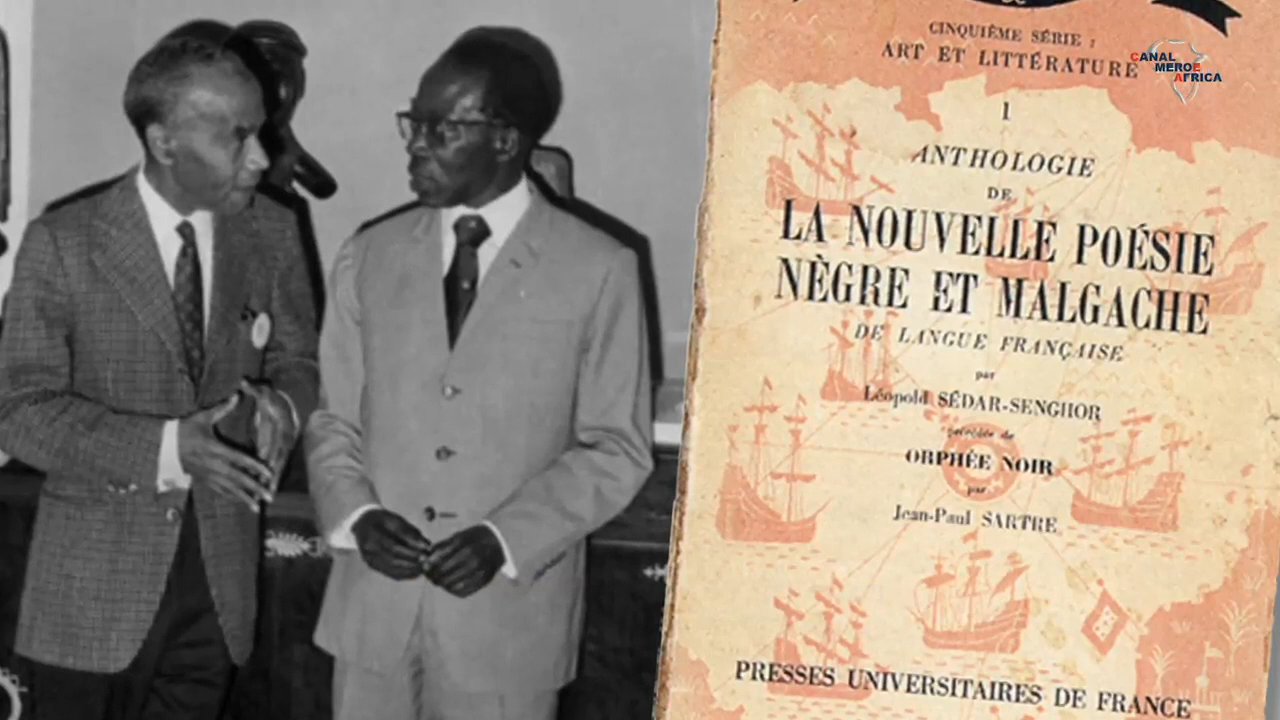 CINQUIÈME SÉRIE :
ART ET LITTÉRATURE
CANAL
MEROE
AFRICA
I
ANTHOLOGIE
DE
LA NOUVELLE POÉSIE
NÈGRE ET MALGACHE
DE LANGUE FRANÇAISE
par
Léopold SÉDAR-SENGHOR
précédée de
ORPHÉE NOIR
par
Jean-Paul SARTRE
PRESSES UNIVERSITAIRES DE FRANCE